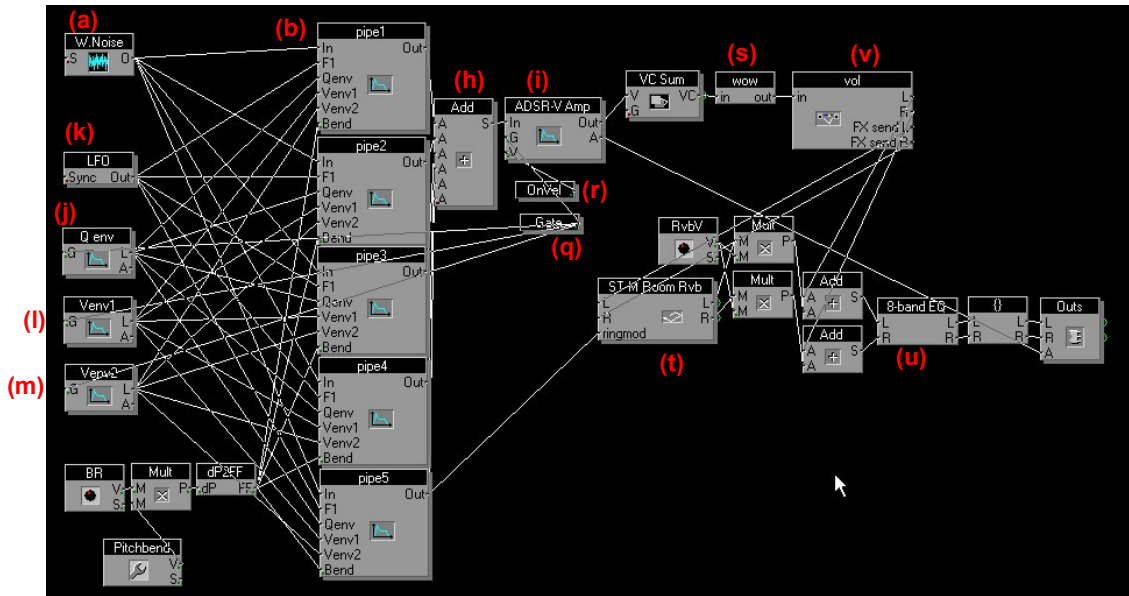 (a)
W.Noise
S O
(k)
LFO
Sync Out
(j)
Q env
G L
A
(l)
Venv1
G L
A
(m)
Venv2
G L
A
BR
V
S
Mult
M P
M
dP2FF
dP FF
Pitchbend
V
S
(b)
pipe1
In Out
F1
Qenv
Venv1
Venv2
Bend
pipe2
In Out
F1
Qenv
Venv1
Venv2
Bend
pipe3
In Out
F1
Qenv
Venv1
Venv2
Bend
pipe4
In Out
F1
Qenv
Venv1
Venv2
Bend
pipe5
In Out
F1
Qenv
Venv1
Venv2
Bend
(h)
Add
A S
A
A
A
A
A
(i)
ADSR-V Amp
In Out
G A
V
OnVel
(r)
Gate
(q)
VC Sum
V VC
G
(s)
wow
in out
(v)
vol
in L
R
FX send L
FX send R
RvbV
V
S
Mult
M P
M
ST-M Room Rvb
L L
R R
ringmod
(t)
Mult
M P
M
Add
A S
A
Add
A S
A
8-band EQ
L L
R R
(u)
{}
L L
R R
Outs
L
R
A